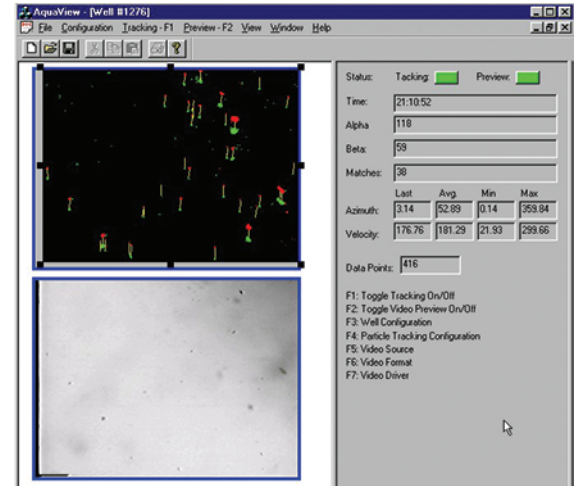 AquaView - [Well #1276]
File Configuration Tracking - F1 Preview - F2 View Window Help
Status: Tacking: Preview:
Time: 21:10:52
Alpha 118
Beta: 59
Matches: 38
Last Avg. Min Max
Azimuth: 3.14 52.89 0.14 359.84
Velocity: 176.76 181.29 21.93 299.66
Data Points: 416
F1: Toggle Tracking On/Off
F2: Toggle Video Preview On/Off
F3: Well Configuration
F4: Particle Tracking Configuration
F5: Video Source
F6: Video Format
F7: Video Driver